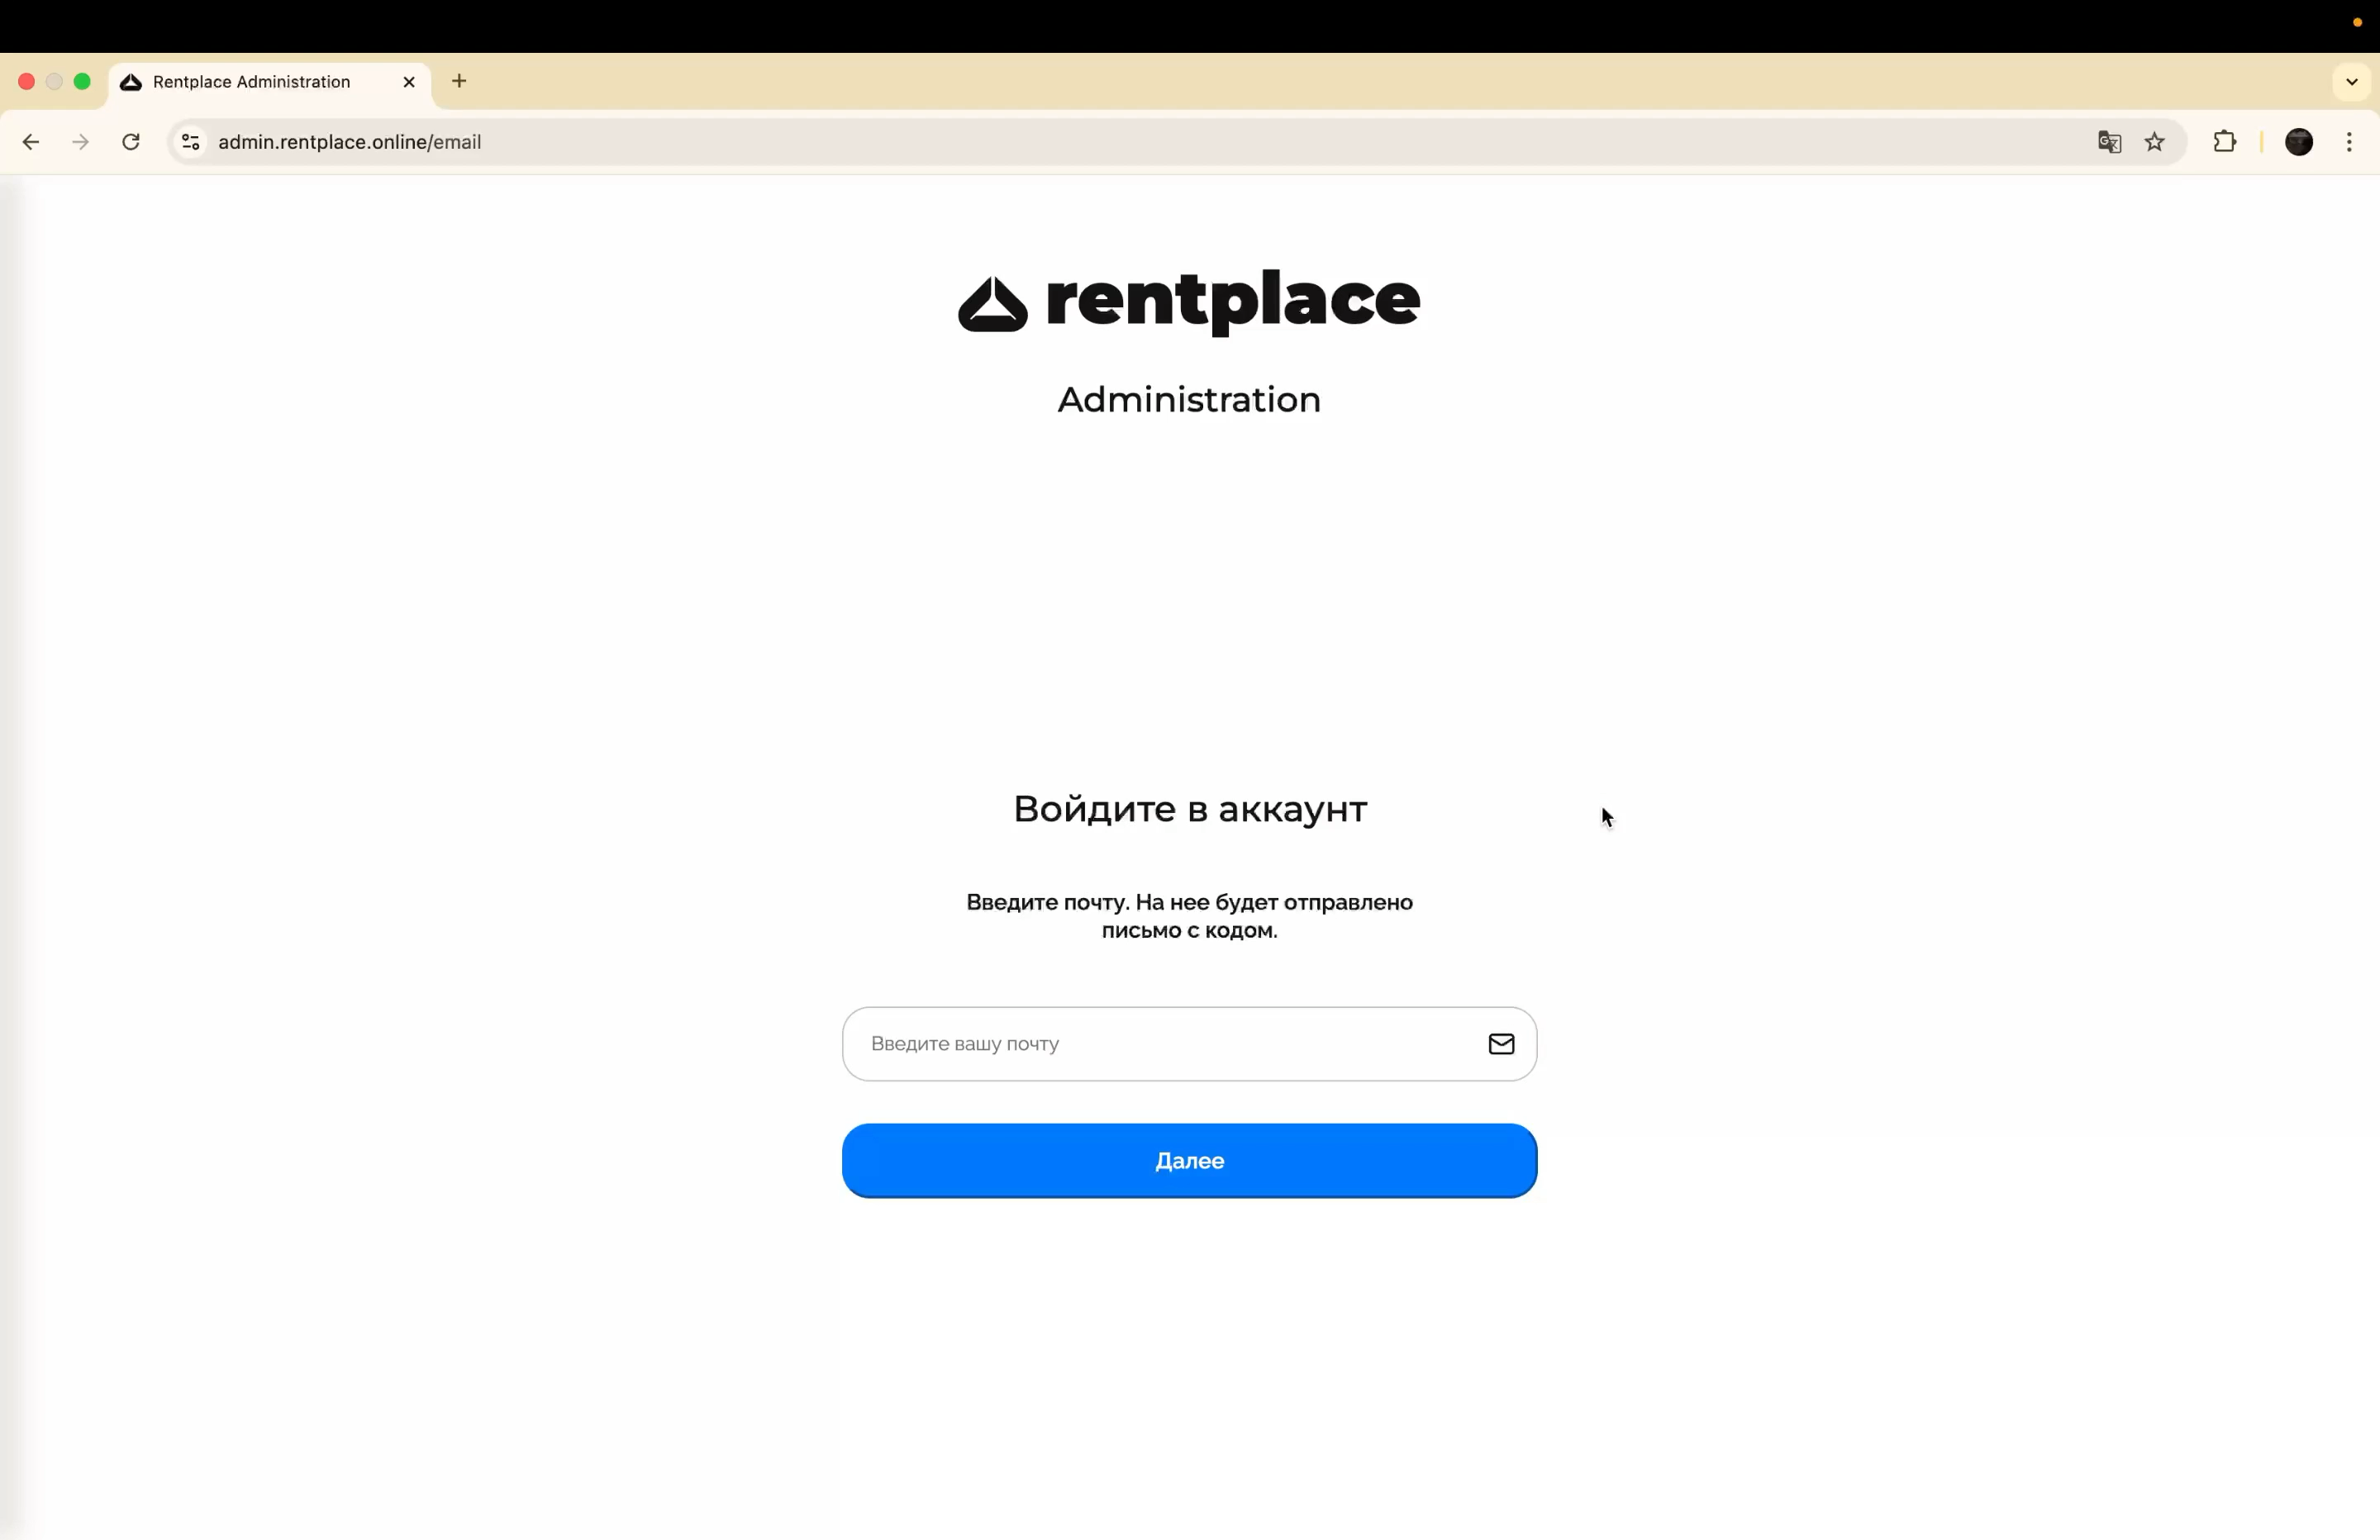 Rentplace Administration
admin.rentplace.online/email
rentplace
Administration
Войдите в аккаунт
Введите почту. На нее будет отправлено
письмо с кодом.
Введите вашу почту
Далее